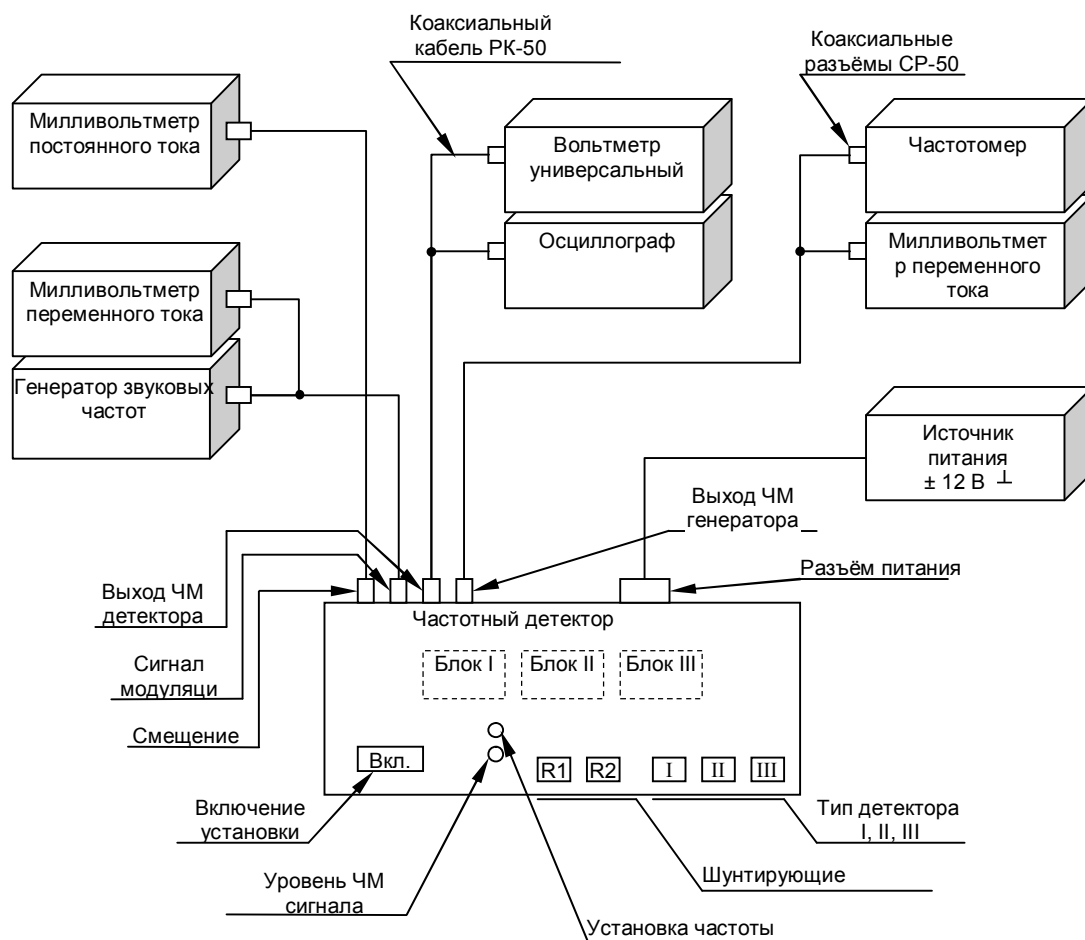 Коаксиальный
кабель РК-50
Коаксиальные
разъёмы СР-50
Милливольтметр
постоянного тока
Вольтметр
универсальный
Частотомер
Осциллограф
Милливольтмет
р переменного
тока
Милливольтметр
переменного тока
Генератор звуковых
частот
Источник
питания
± 12 В ⊥
Выход ЧМ
генератора
Разъём питания
Выход ЧМ
детектора
Частотный детектор
Блок I
Блок II
Блок III
Сигнал
модуляци
Смещение
Вкл.
R1
R2
I
II
III
Включение
установки
Тип детектора
I, II, III
Шунтирующие
Уровень ЧМ
сигнала
Установка частоты